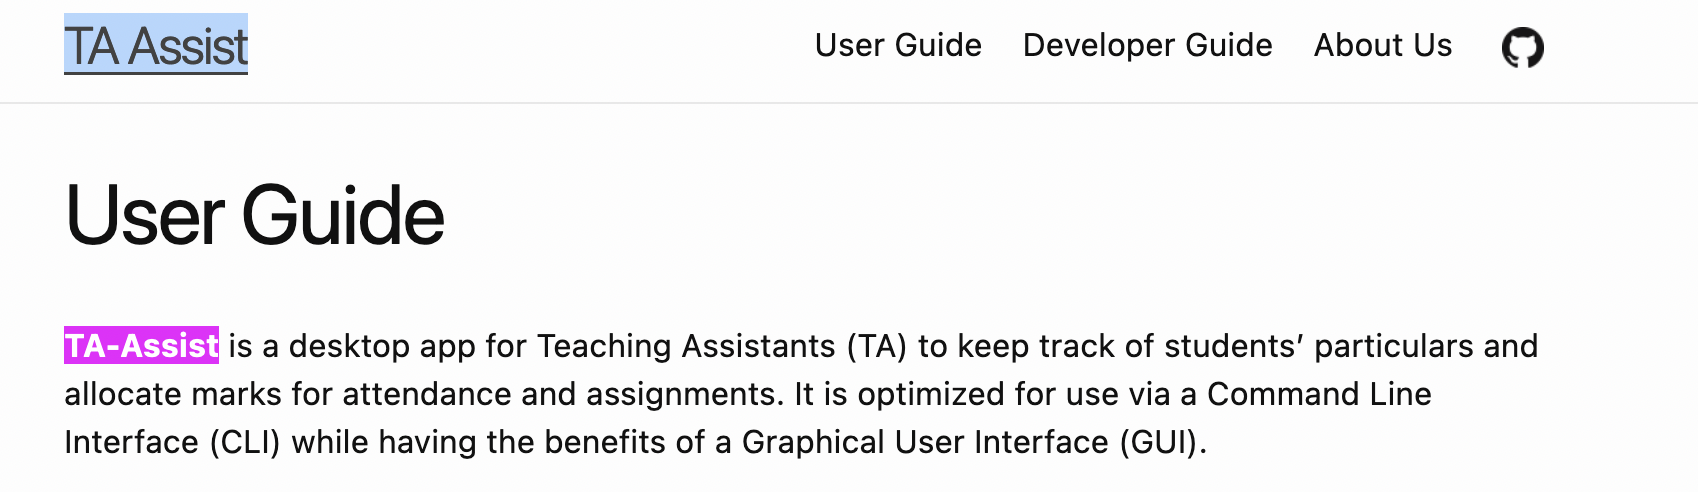 TA Assist
User Guide Developer Guide About Us
User Guide
TA-Assist is a desktop app for Teaching Assistants (TA) to keep track of students’ particulars and
allocate marks for attendance and assignments. It is optimized for use via a Command Line
Interface (CLI) while having the benefits of a Graphical User Interface (GUI).